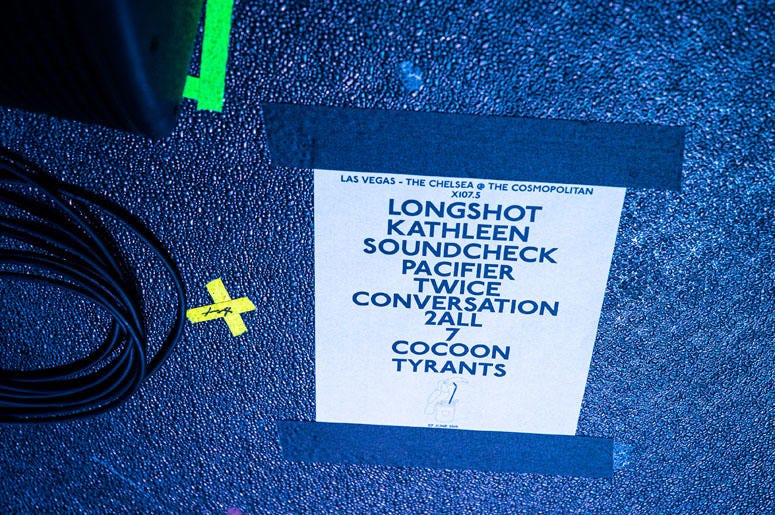 LAS VEGAS - THE CHELSEA @ THE COSMOPOLITAN
X107.5
LONGSHOT
KATHLEEN
SOUNDCHECK
PACIFIER
TWICE
CONVERSATION
2ALL
7
COCOON
TYRANTS